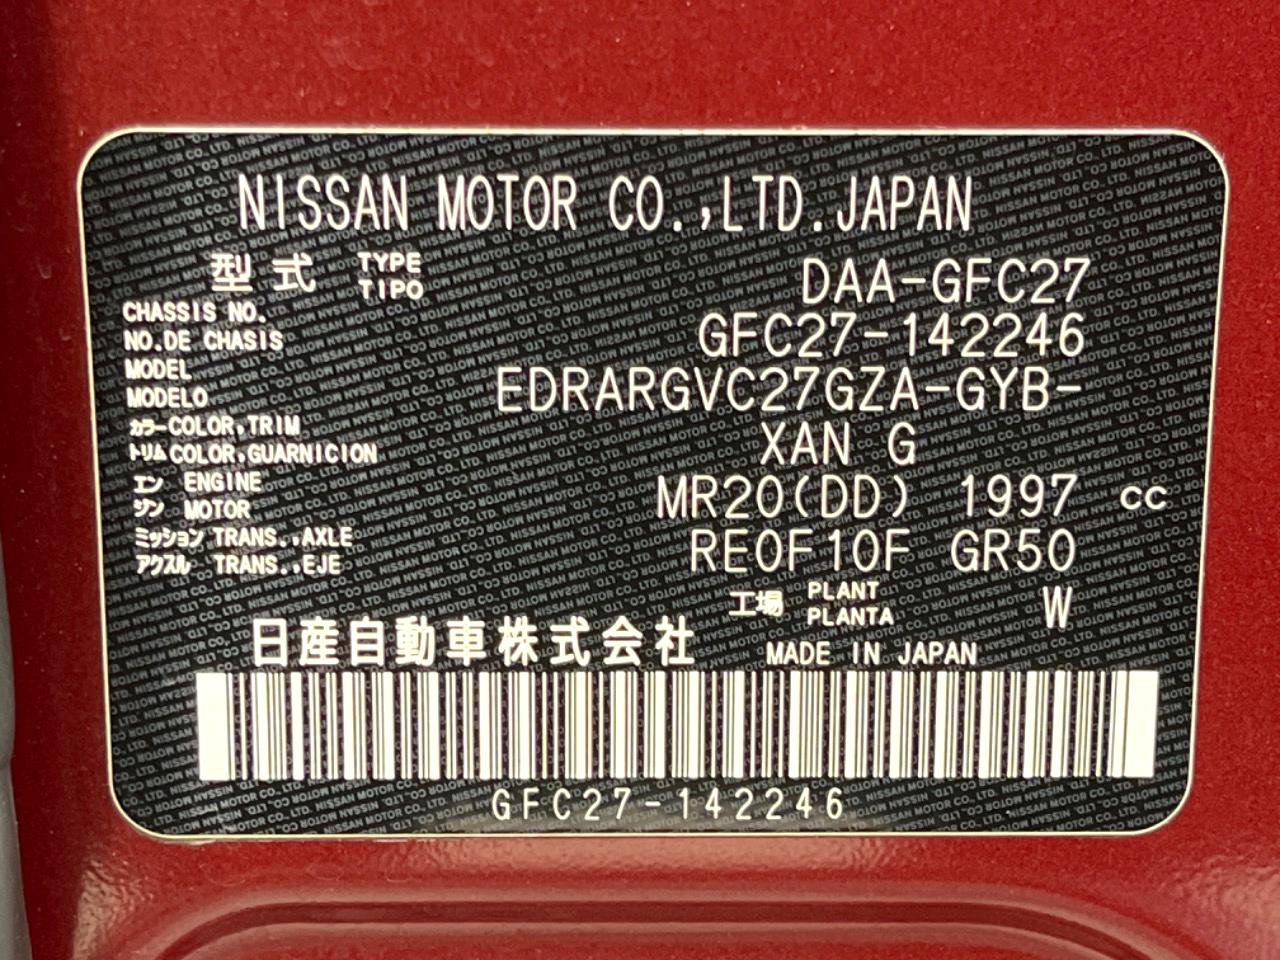 NISSAN MOTOR CO.,LTD.JAPAN
型式 TYPE TIPO DAA-GFC27
CHASSIS NO.
NO.DE CHASIS GFC27-142246
MODEL
MODELO EDRARGVC27GZA-GYB-
カラー COLOR,TRIM
トリム COLOR,GUARNICION XAN G
エン ENGINE
ジン MOTOR MR20(DD) 1997 cc
ミッション TRANS.,AXLE
アクスル TRANS.,EJE RE0F10F GR50
工場 PLANT PLANTA W
日産自動車株式会社 MADE IN JAPAN
GFC27-142246